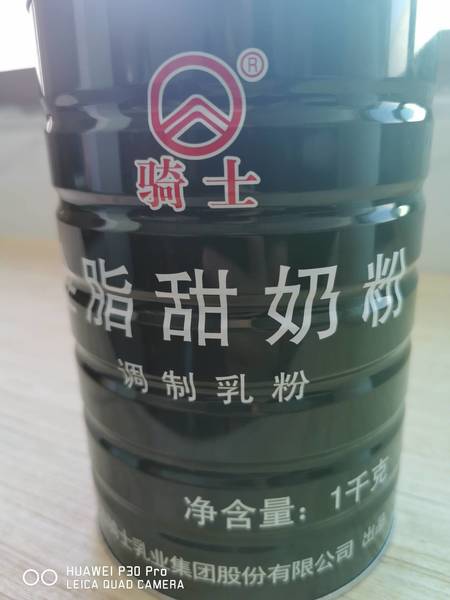 ®
骑士
脂甜奶粉
调制乳粉
净含量：1千克
士乳业集团股份有限公司 出品
HUAWEI P30 Pro
LEICA QUAD CAMERA